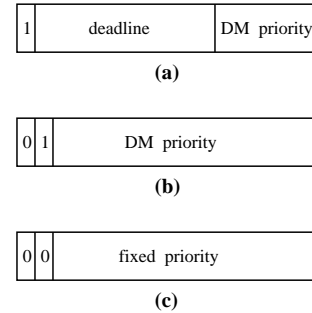 1 deadline DM priority
(a)
0 1 DM priority
(b)
0 0 fixed priority
(c)